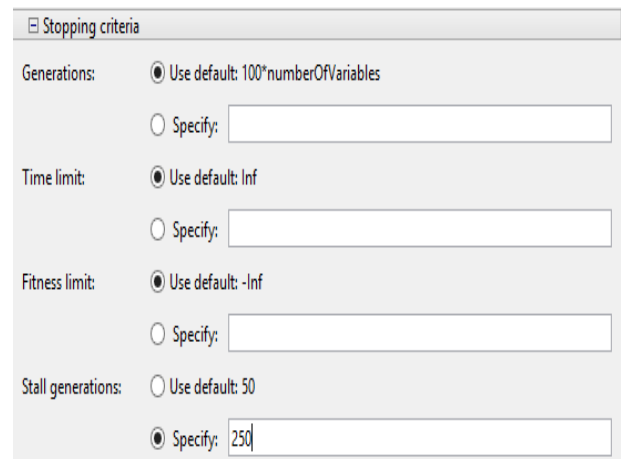 Stopping criteria
Generations: Use default: 100*numberOfVariables
Specify:
Time limit: Use default: Inf
Specify:
Fitness limit: Use default: -Inf
Specify:
Stall generations: Use default: 50
Specify: 250